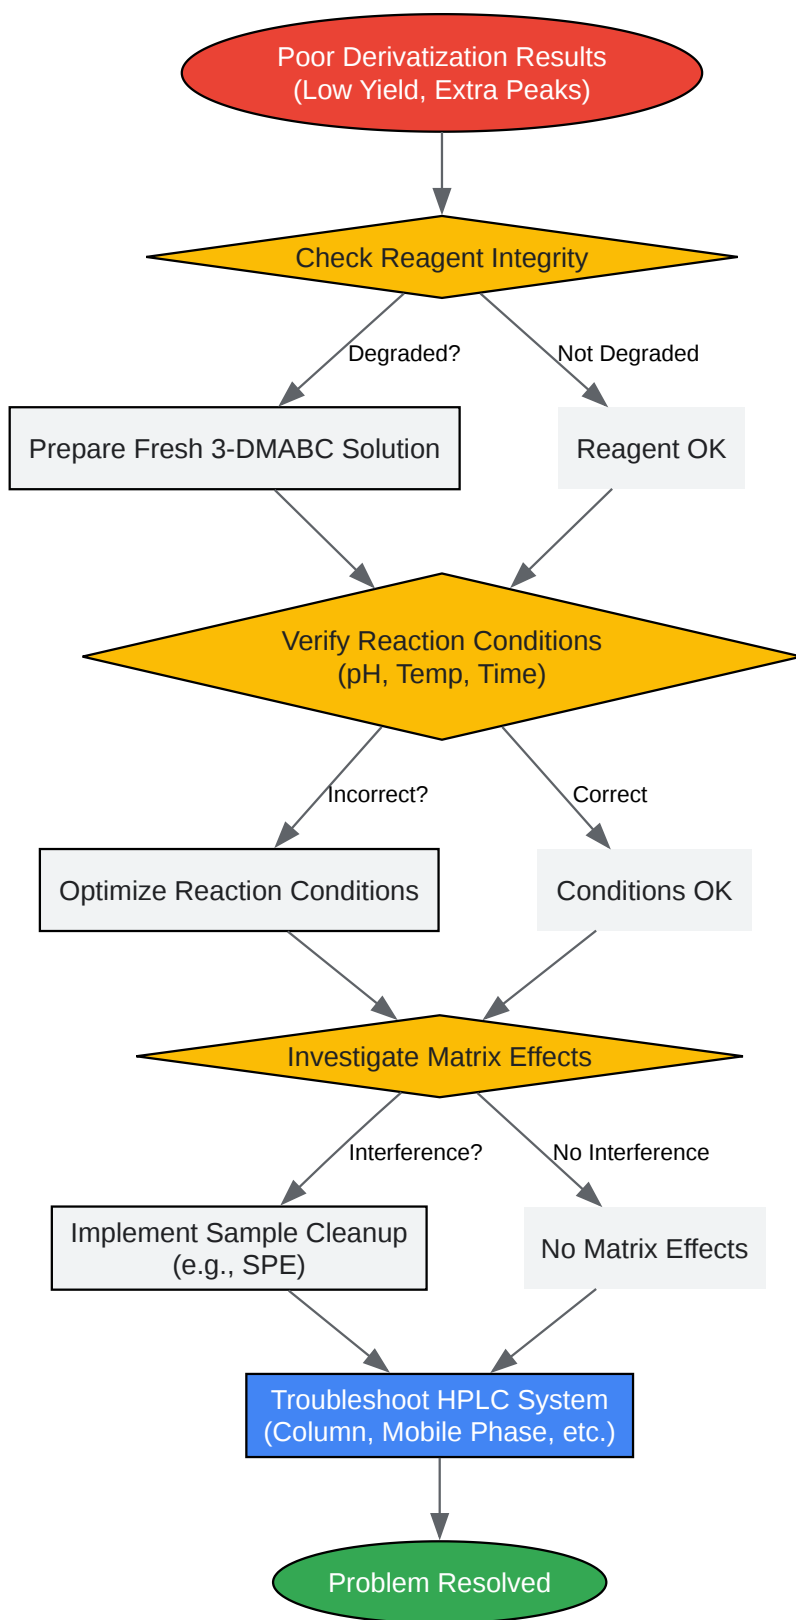 Poor Derivatization Results
(Low Yield, Extra Peaks)
Check Reagent Integrity
Degraded?
Not Degraded
Prepare Fresh 3-DMABC Solution
Reagent OK
Verify Reaction Conditions
(pH, Temp, Time)
Incorrect?
Correct
Optimize Reaction Conditions
Conditions OK
Investigate Matrix Effects
Interference?
No Interference
Implement Sample Cleanup
(e.g., SPE)
No Matrix Effects
Troubleshoot HPLC System
(Column, Mobile Phase, etc.)
Problem Resolved